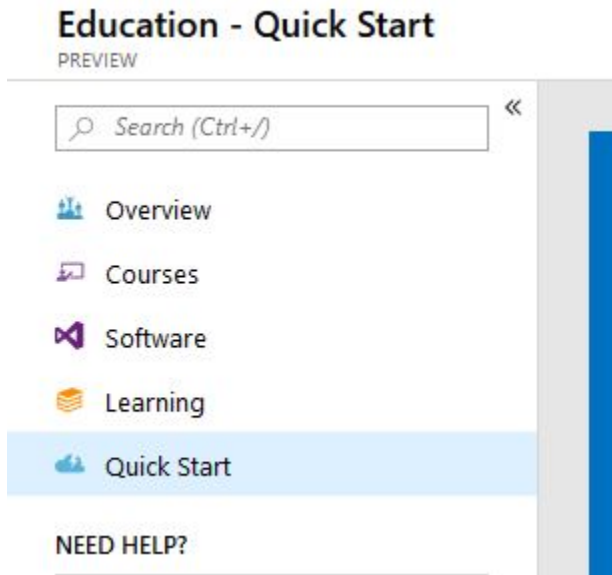 Education - Quick Start
PREVIEW
Search (Ctrl+/)
Overview
Courses
Software
Learning
Quick Start
NEED HELP?